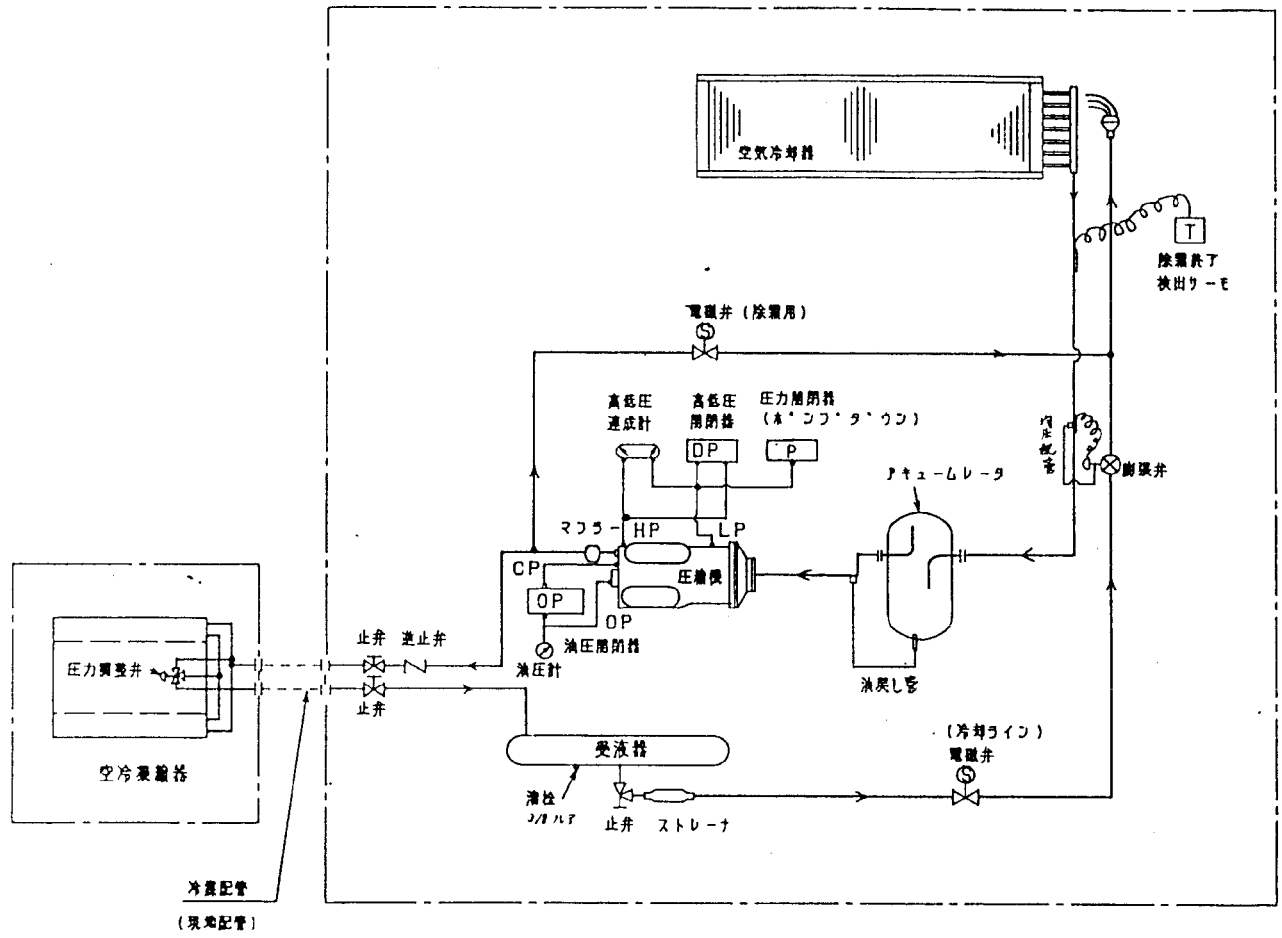 空気冷却器
T
除霜終了
検出サーモ
電磁弁(除霜用)
高低圧
連成計
高低圧
開閉器
圧力開閉器
(ポンプダウン)
DP
P
均圧配管
膨張弁
アキュームレータ
マフラー
HP
LP
CP
圧縮機
OP
OP
油圧開閉器
油圧計
止弁
逆止弁
圧力調整弁
止弁
油戻し管
空冷凝縮器
受液器
(冷却ライン)
電磁弁
溶栓
止弁
ストレーナ
冷媒配管
(現地配管)